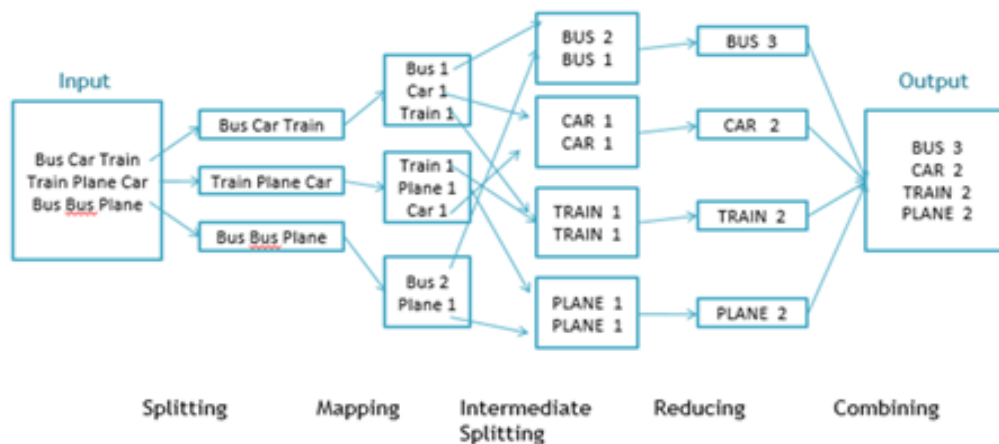 Input
Bus Car Train
Train Plane Car
Bus Bus Plane
Bus Car Train
Train Plane Car
Bus Bus Plane
Bus 1
Car 1
Train 1
Train 1
Plane 1
Car 1
Bus 2
Plane 1
BUS 2
BUS 1
CAR 1
CAR 1
TRAIN 1
TRAIN 1
PLANE 1
PLANE 1
BUS 3
CAR 2
TRAIN 2
PLANE 2
Output
BUS 3
CAR 2
TRAIN 2
PLANE 2
Splitting
Mapping
Intermediate
Splitting
Reducing
Combining